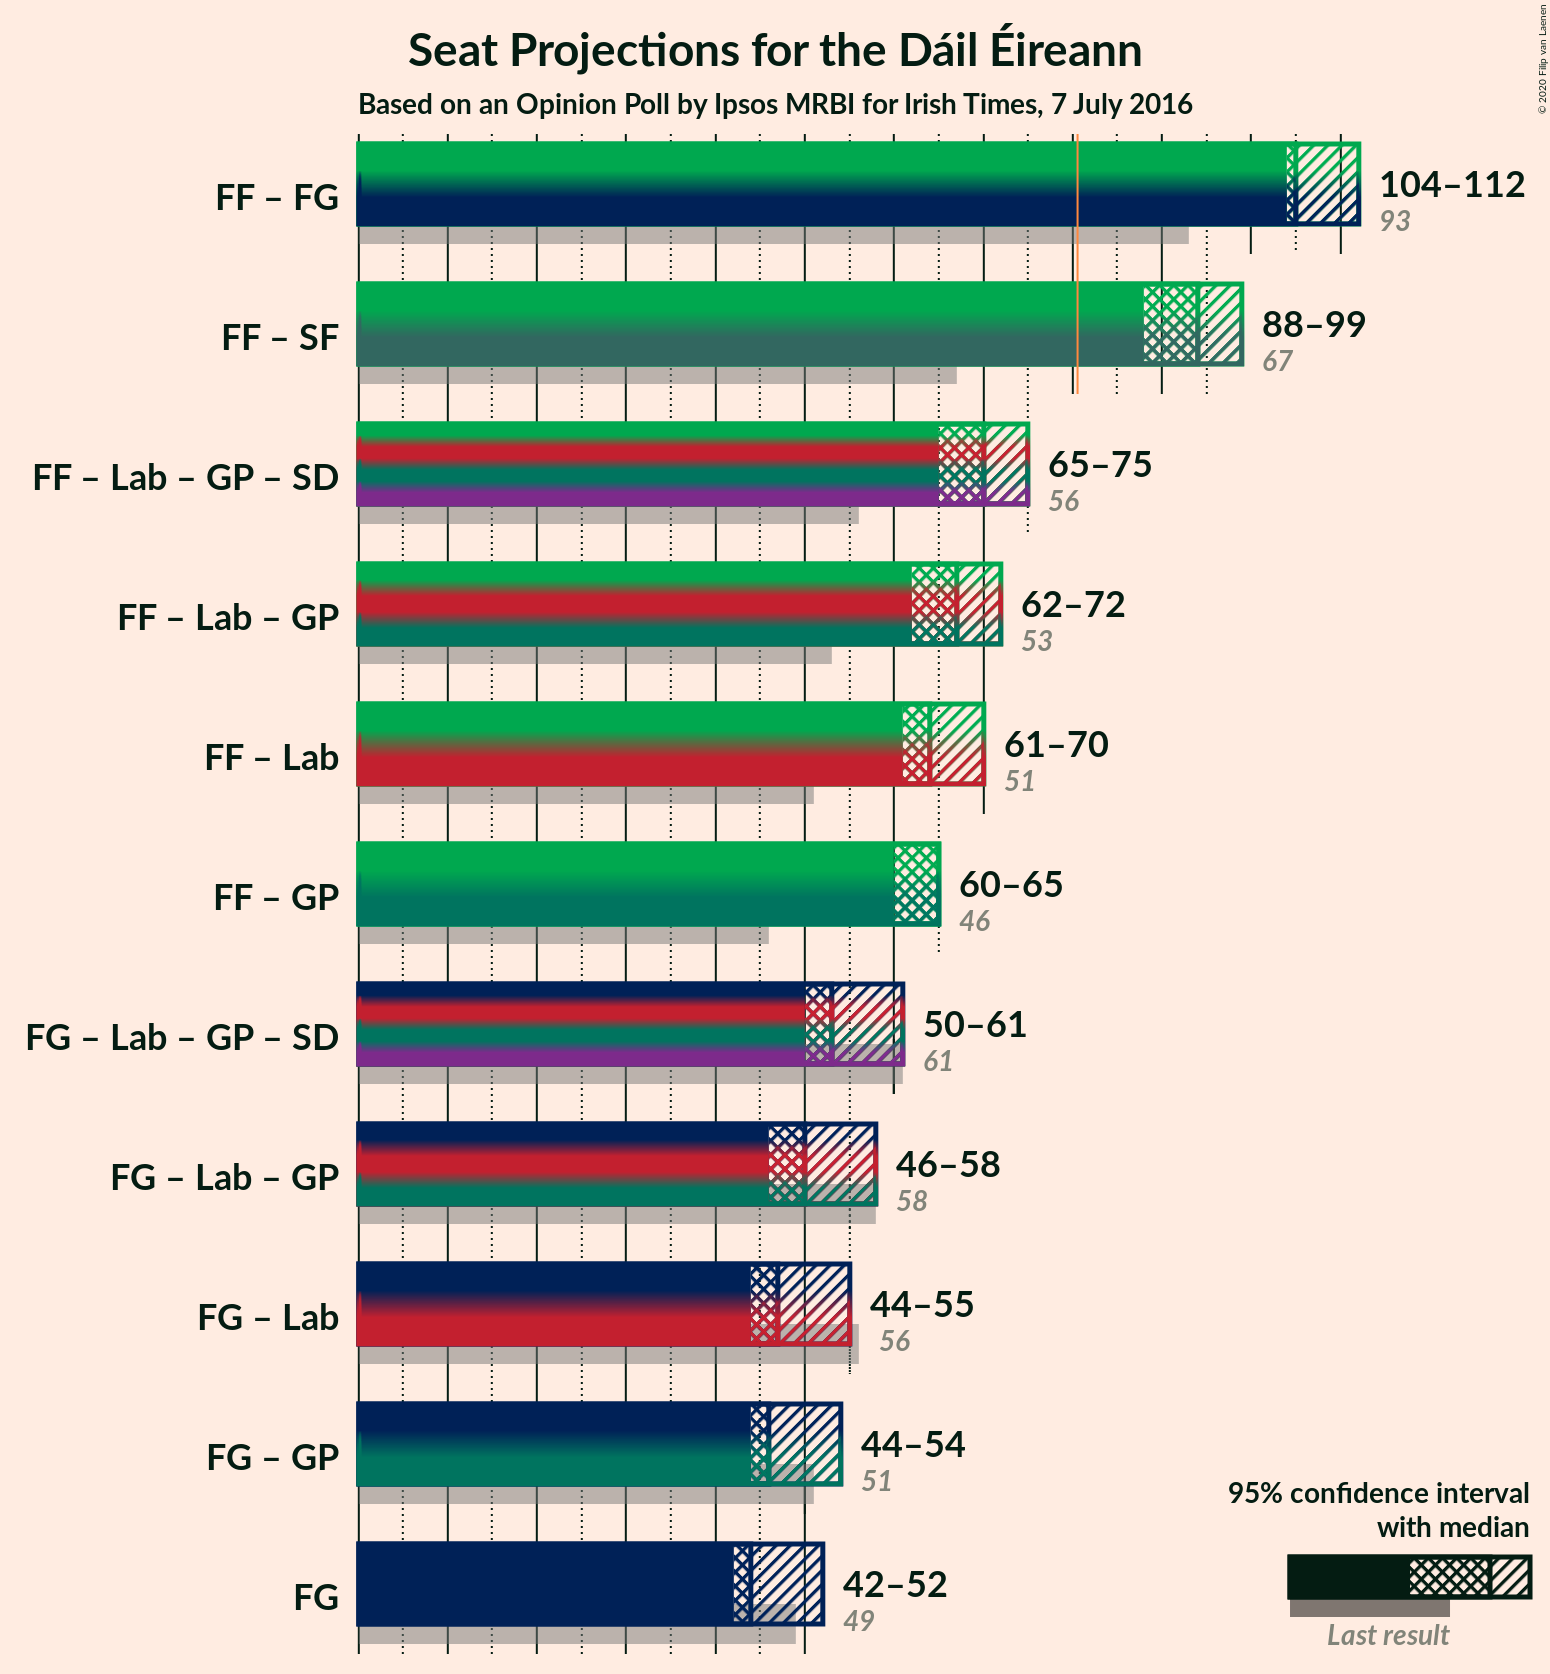 Seat Projections for the Dáil Éireann
Based on an Opinion Poll by Ipsos MRBI for Irish Times, 7 July 2016
© 2020 Filip van Laenen
FF – FG
104–112
93
FF – SF
88–99
67
FF – Lab – GP – SD
65–75
56
FF – Lab – GP
62–72
53
FF – Lab
61–70
51
FF – GP
60–65
46
FG – Lab – GP – SD
50–61
61
FG – Lab – GP
46–58
58
FG – Lab
44–55
56
FG – GP
44–54
51
FG
42–52
49
95% confidence interval
with median
Last result